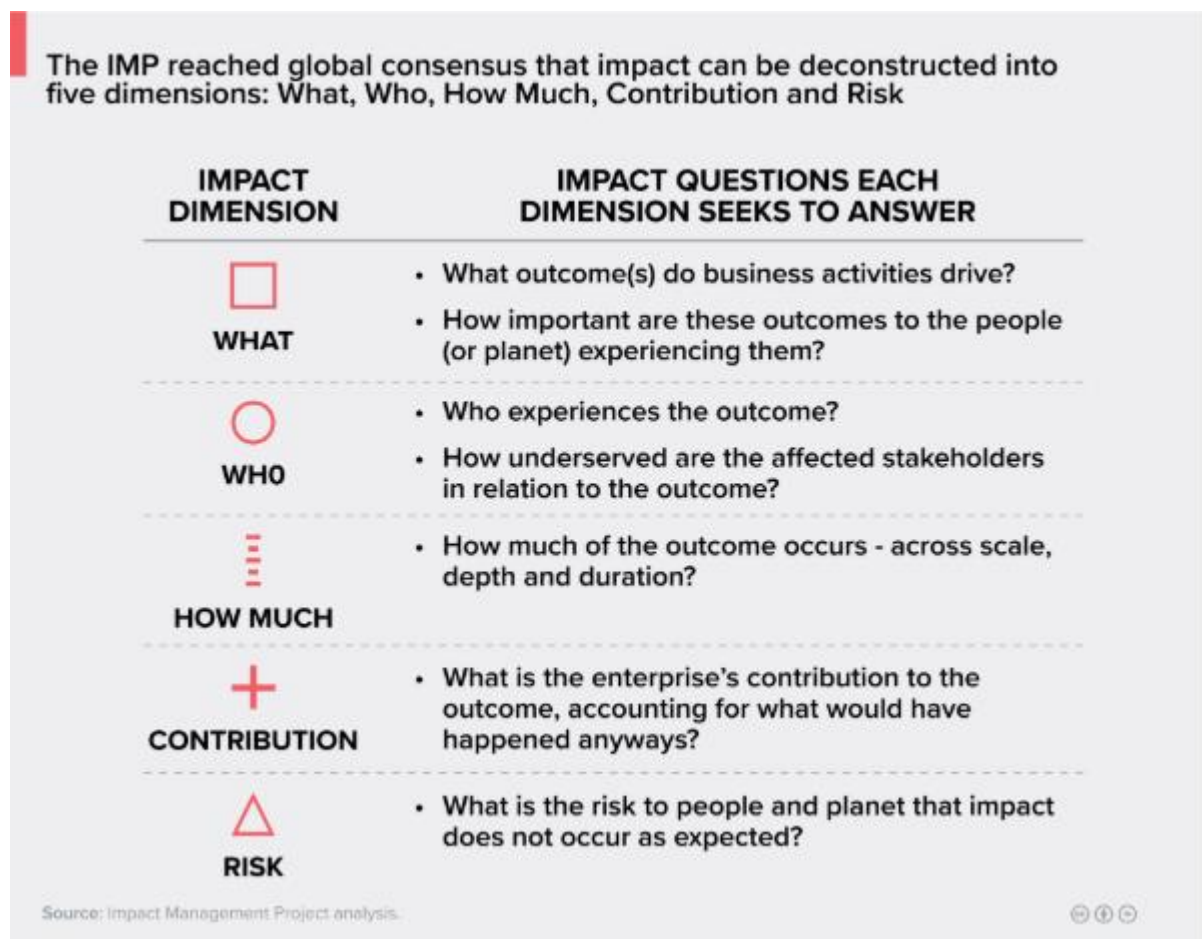 The IMP reached global consensus that impact can be deconstructed into
five dimensions: What, Who, How Much, Contribution and Risk
IMPACT
DIMENSION
IMPACT QUESTIONS EACH
DIMENSION SEEKS TO ANSWER
WHAT
• What outcome(s) do business activities drive?
• How important are these outcomes to the people
(or planet) experiencing them?
WH0
• Who experiences the outcome?
• How underserved are the affected stakeholders
in relation to the outcome?
HOW MUCH
• How much of the outcome occurs - across scale,
depth and duration?
CONTRIBUTION
• What is the enterprise's contribution to the
outcome, accounting for what would have
happened anyways?
RISK
• What is the risk to people and planet that impact
does not occur as expected?
Source: Impact Management Project analysis.